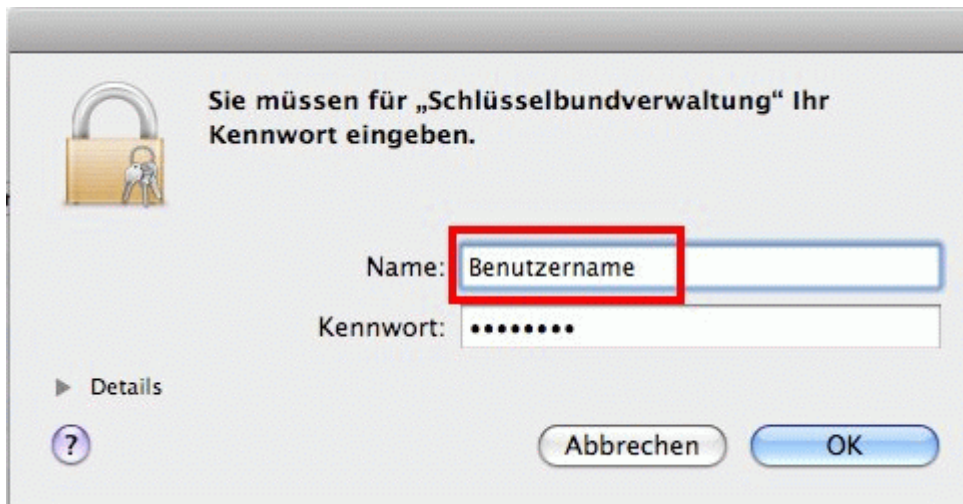 Sie müssen für „Schlüsselbundverwaltung“ Ihr
Kennwort eingeben.
Name: Benutzername
Kennwort: ••••••••
Details
?
Abbrechen
OK